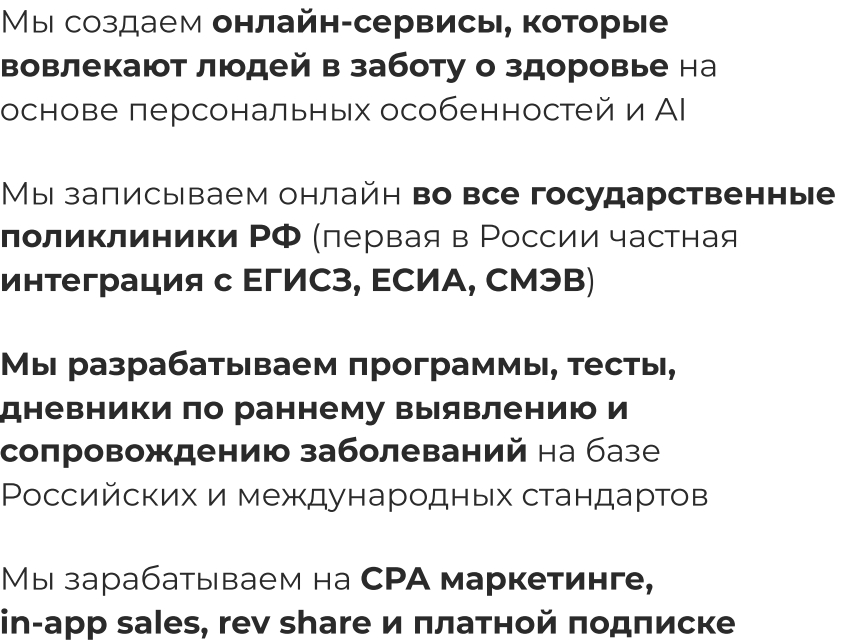 Мы создаем онлайн-сервисы, которые
вовлекают людей в заботу о здоровье на
основе персональных особенностей и AI
Мы записываем онлайн во все государственные
поликлиники РФ (первая в России частная
интеграция с ЕГИСЗ, ЕСИА, СМЭВ)
Мы разрабатываем программы, тесты,
дневники по раннему выявлению и
сопровождению заболеваний на базе
Российских и международных стандартов
Мы зарабатываем на CPA маркетинге,
in-app sales, rev share и платной подписке